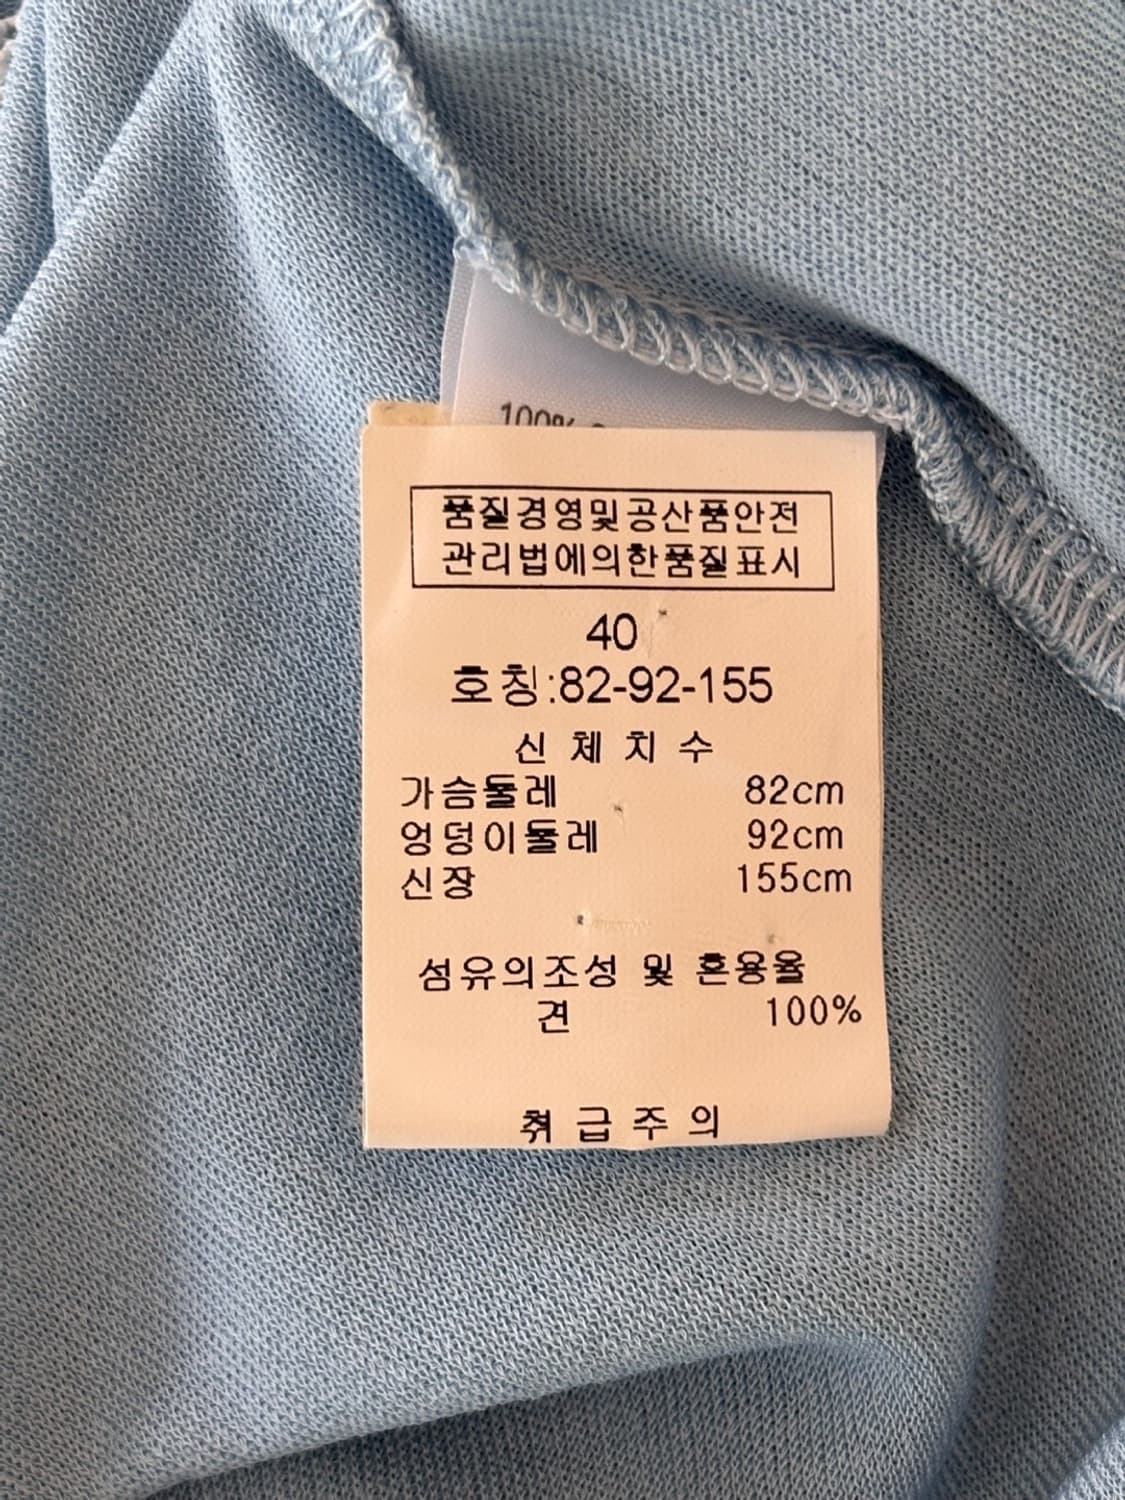 100%
품질경영및공산품안전
관리법에의한품질표시
40
호칭:82-92-155
신 체 치 수
가슴둘레 82cm
엉덩이둘레 92cm
신장 155cm
섬유의조성 및 혼용율
견 100%
취 급 주 의